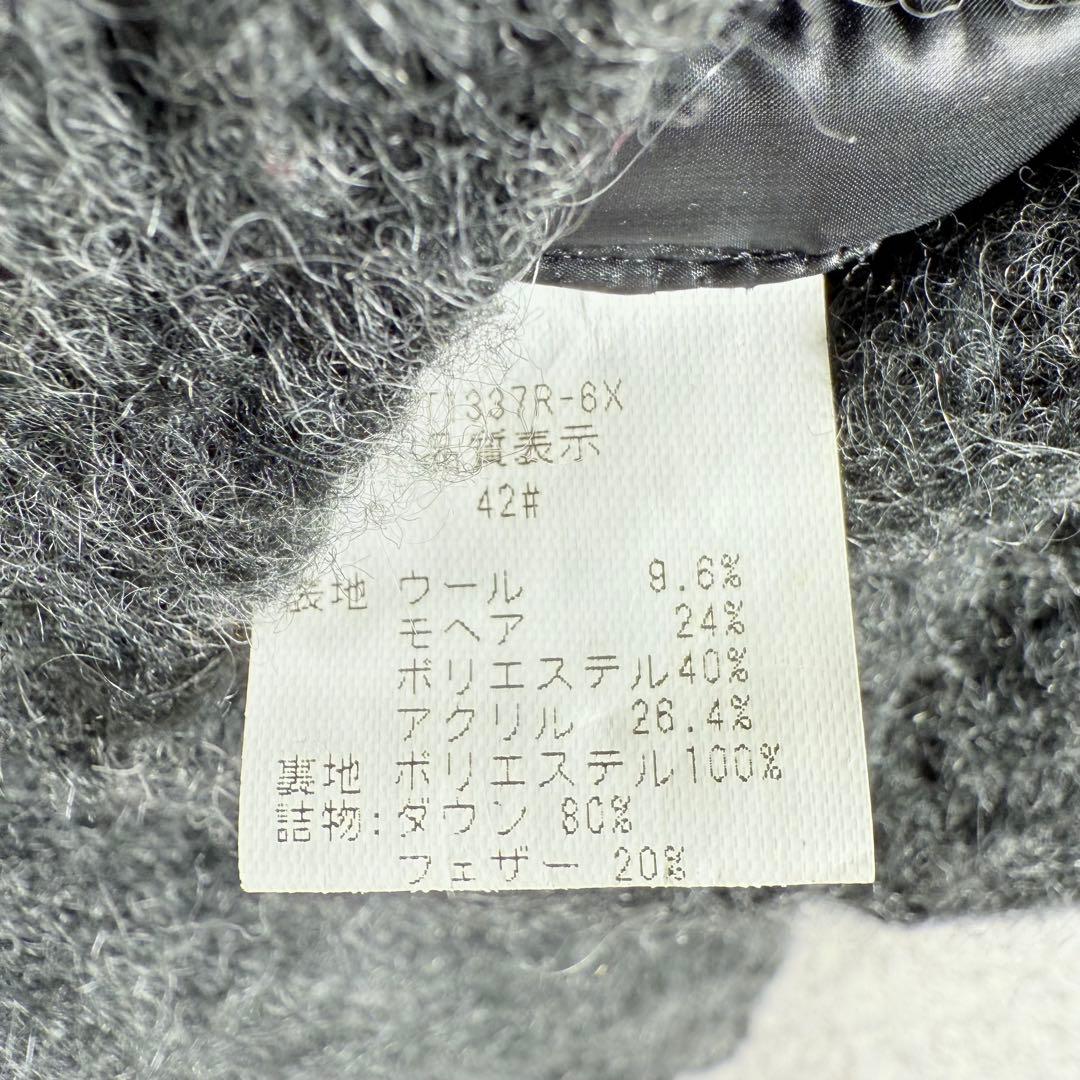 337R-6X
品質表示
42#
表地 ウール 9.6%
モヘア 24%
ポリエステル40%
アクリル 26.4%
裏地 ポリエステル100%
詰物:ダウン 80%
フェザー 20%